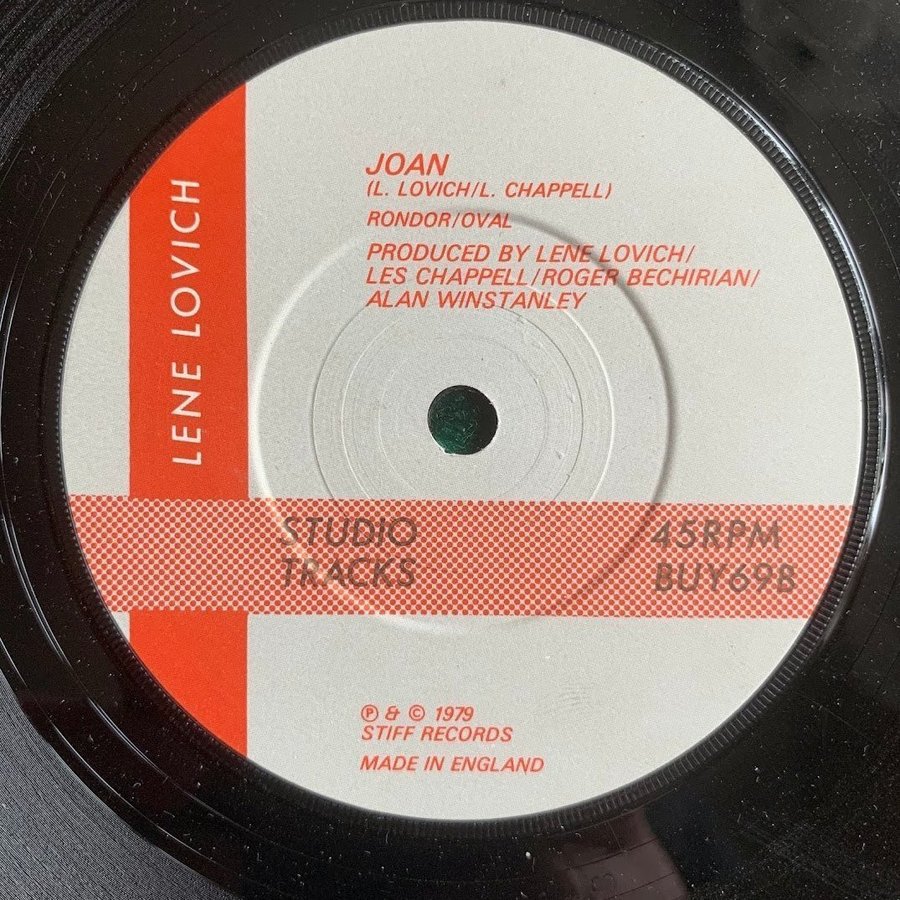 LENE LOVICH
JOAN
(L. LOVICH/L. CHAPPELL)
RONDOR/OVAL
PRODUCED BY LENE LOVICH/
LES CHAPPELL/ROGER BECHIRIAN/
ALAN WINSTANLEY
STUDIO
TRACKS
45RPM
BUY69B
℗ & © 1979
STIFF RECORDS
MADE IN ENGLAND